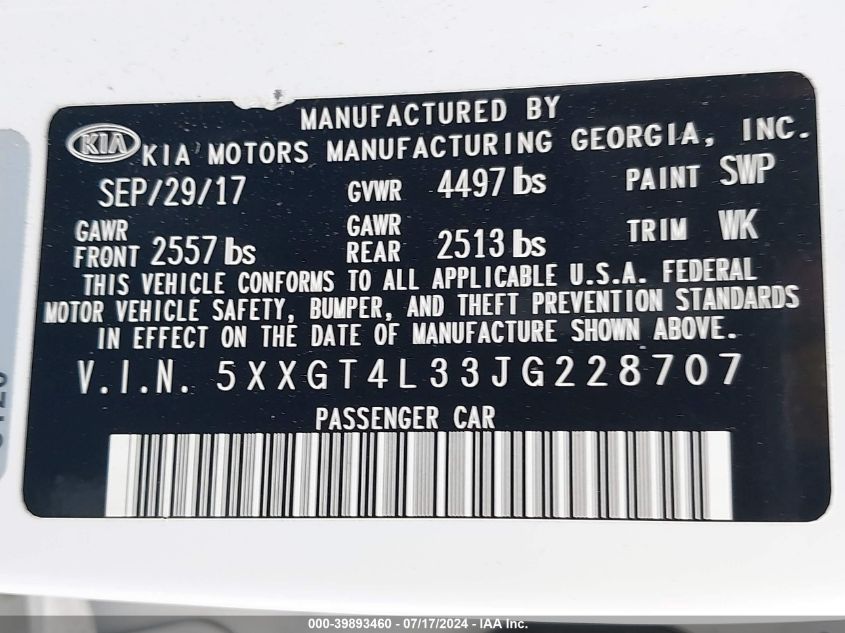 MANUFACTURED BY
KIA KIA MOTORS MANUFACTURING GEORGIA, INC.
SEP/29/17 GVWR 4497 lbs PAINT SWP
GAWR FRONT 2557 lbs GAWR REAR 2513 lbs TRIM WK
THIS VEHICLE CONFORMS TO ALL APPLICABLE U.S.A. FEDERAL
MOTOR VEHICLE SAFETY, BUMPER, AND THEFT PREVENTION STANDARDS
IN EFFECT ON THE DATE OF MANUFACTURE SHOWN ABOVE.
V.I.N. 5XXGT4L33JG228707
PASSENGER CAR
000-39893460 - 07/17/2024 - IAA Inc.